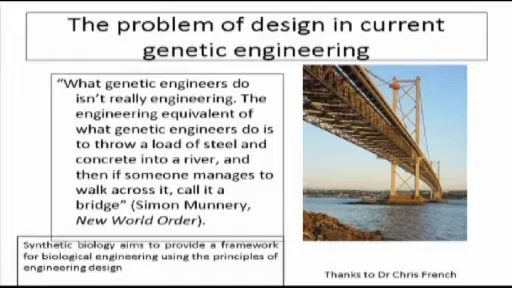 The problem of design in current
genetic engineering
“What genetic engineers do
isn’t really engineering. The
engineering equivalent of
what genetic engineers do is
to throw a load of steel and
concrete into a river, and
then if someone manages to
walk across it, call it a
bridge” (Simon Munnery,
New World Order).
Synthetic biology aims to provide a framework
for biological engineering using the principles of
engineering design
Thanks to Dr Chris French